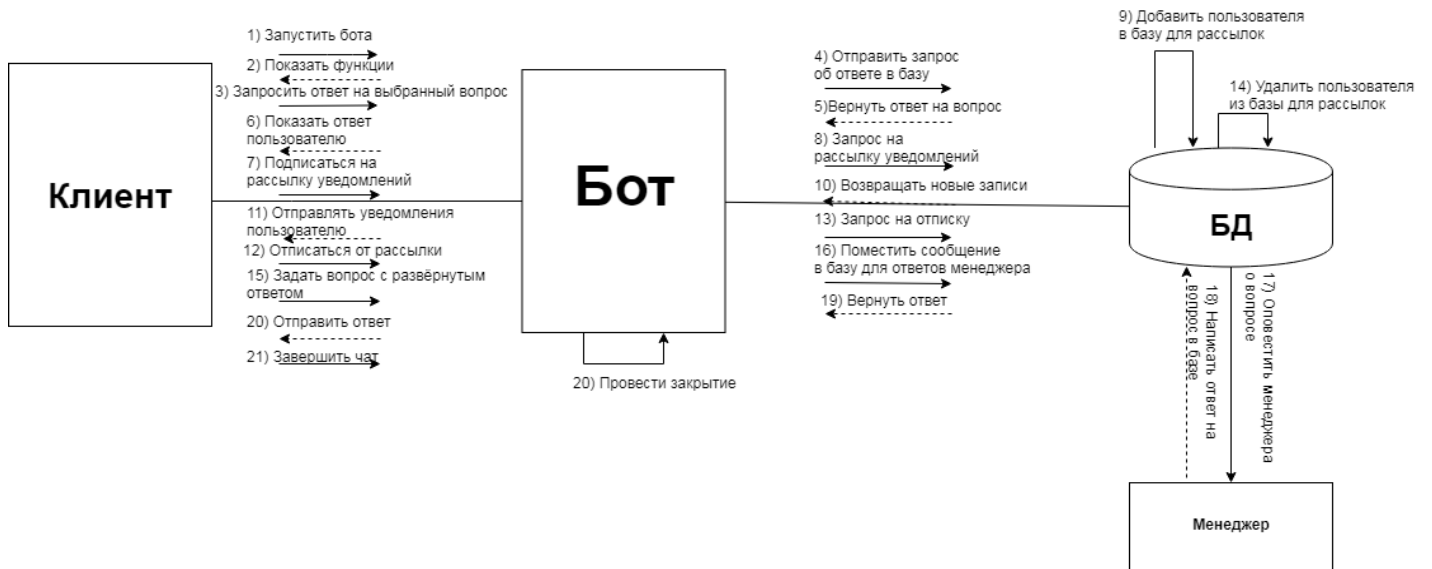 Клиент
1) Запустить бота
2) Показать функции
3) Запросить ответ на выбранный вопрос
6) Показать ответ
пользователю
7) Подписаться на
рассылку уведомлений
11) Отправлять уведомления
пользователю
12) Отписаться от рассылки
15) Задать вопрос с развёрнутым
ответом
20) Отправить ответ
21) Завершить чат
Бот
20) Провести закрытие
4) Отправить запрос
об ответе в базу
5)Вернуть ответ на вопрос
8) Запрос на
рассылку уведомлений
10) Возвращать новые записи
13) Запрос на отписку
16) Поместить сообщение
в базу для ответов менеджера
19) Вернуть ответ
9) Добавить пользователя
в базу для рассылок
14) Удалить пользователя
из базы для рассылок
БД
17) Оповестить менеджера
о вопросе
18) Написать ответ на
вопрос в базе
Менеджер